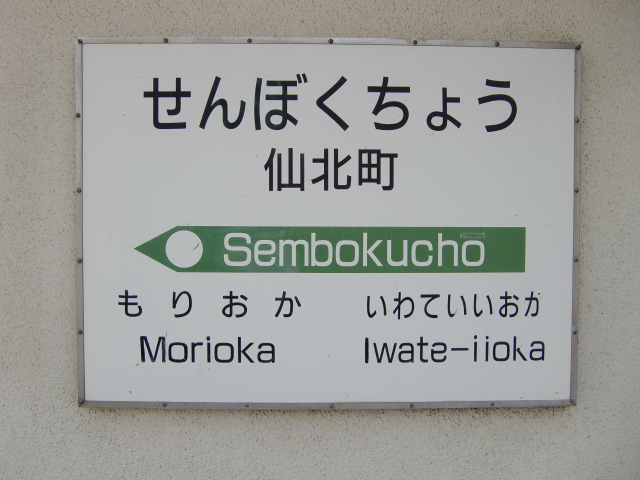 せんぼくちょう
仙北町
Sembokucho
もりおか いわていいおか
Morioka Iwate-iioka